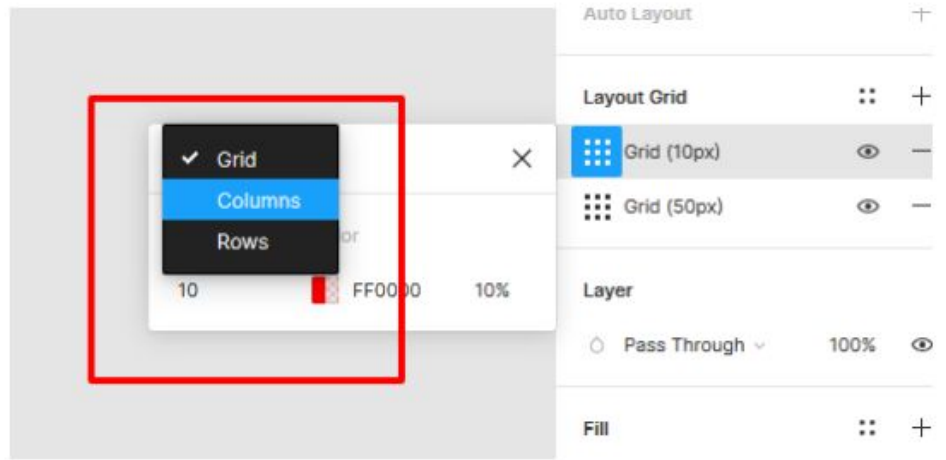 Auto Layout
Layout Grid
Grid (10px)
Grid (50px)
Grid
Columns
Rows
10
FF0000
10%
Layer
Pass Through
100%
Fill